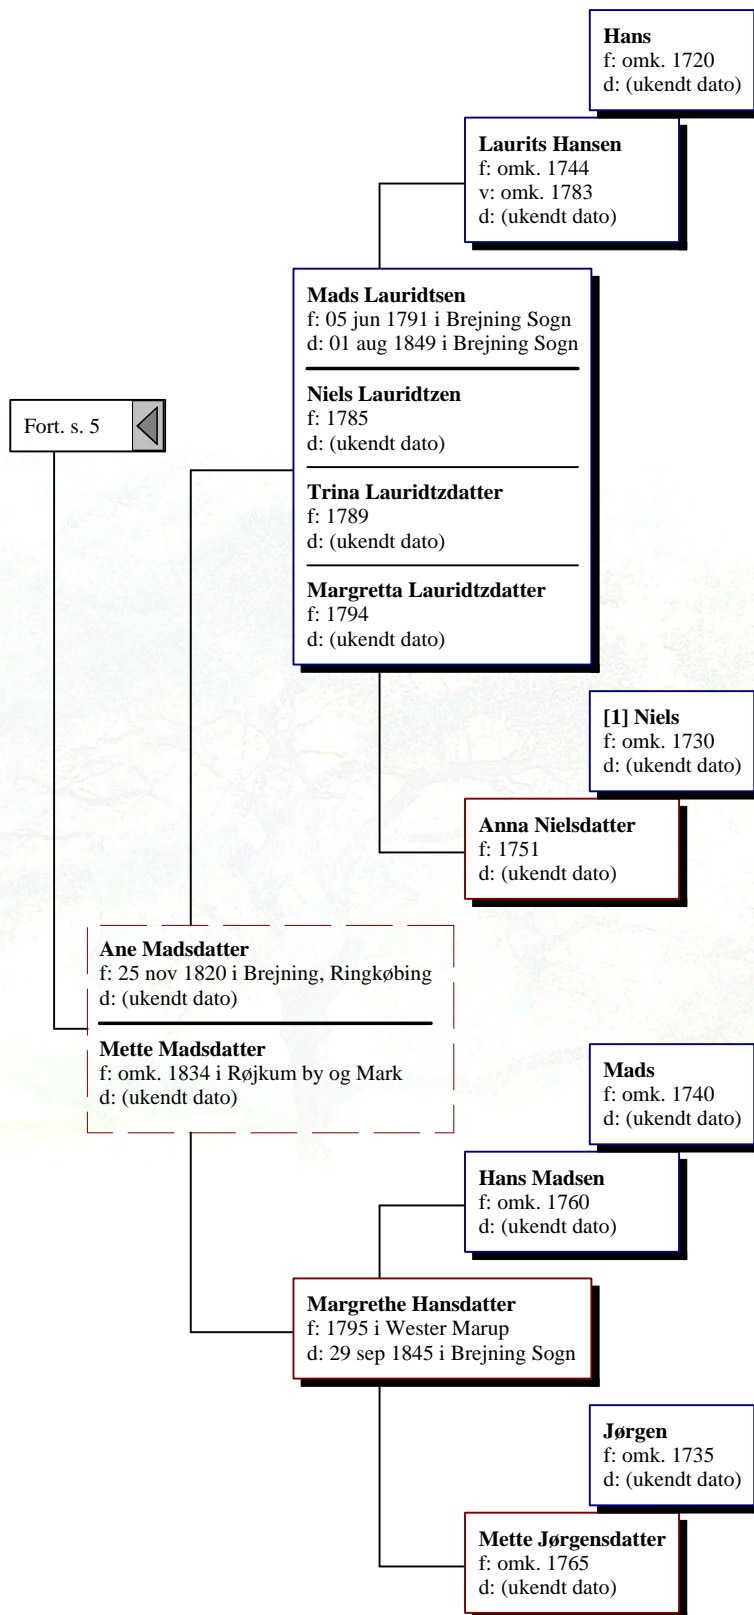 Hans
f: omk. 1720
d: (ukendt dato)
Laurits Hansen
f: omk. 1744
v: omk. 1783
d: (ukendt dato)
Mads Lauridtsen
f: 05 jun 1791 i Brejning Sogn
d: 01 aug 1849 i Brejning Sogn
Niels Lauridtzen
f: 1785
d: (ukendt dato)
Trina Lauridtzdatter
f: 1789
d: (ukendt dato)
Margretta Lauridtzdatter
f: 1794
d: (ukendt dato)
Fort. s. 5
[1] Niels
f: omk. 1730
d: (ukendt dato)
Anna Nielsdatter
f: 1751
d: (ukendt dato)
Ane Madsdatter
f: 25 nov 1820 i Brejning, Ringkøbing
d: (ukendt dato)
Mette Madsdatter
f: omk. 1834 i Røjkum by og Mark
d: (ukendt dato)
Mads
f: omk. 1740
d: (ukendt dato)
Hans Madsen
f: omk. 1760
d: (ukendt dato)
Margrethe Hansdatter
f: 1795 i Wester Marup
d: 29 sep 1845 i Brejning Sogn
Jørgen
f: omk. 1735
d: (ukendt dato)
Mette Jørgensdatter
f: omk. 1765
d: (ukendt dato)